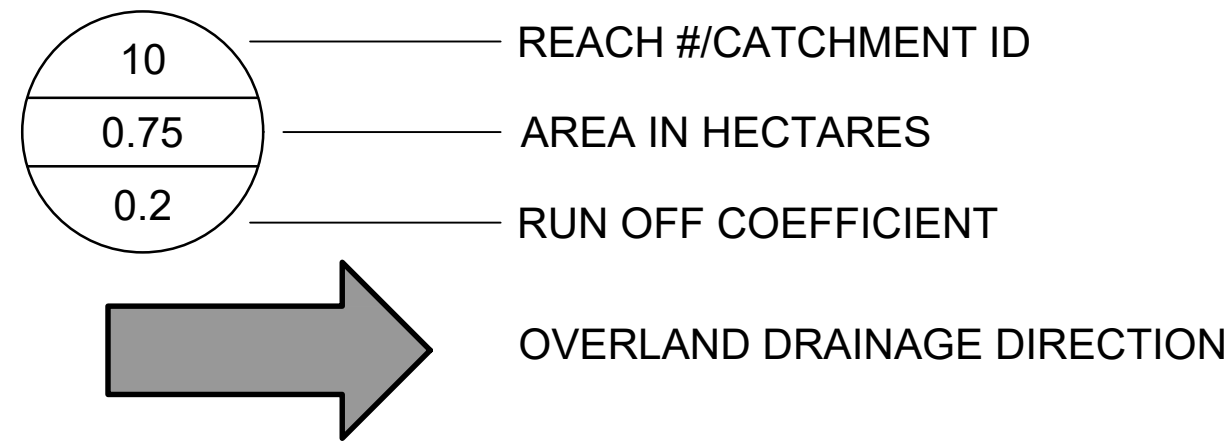 10
REACH #/CATCHMENT ID
0.75
AREA IN HECTARES
0.2
RUN OFF COEFFICIENT
OVERLAND DRAINAGE DIRECTION